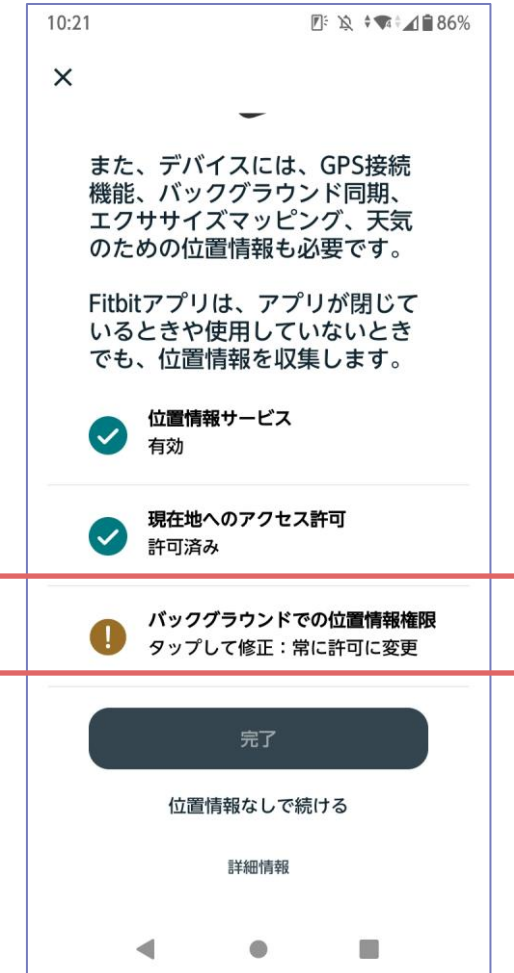 10:21
86%
また、デバイスには、GPS接続
機能、バックグラウンド同期、
エクササイズマッピング、天気
のための位置情報も必要です。
Fitbitアプリは、アプリが閉じて
いるときや使用していないとき
でも、位置情報を収集します。
位置情報サービス
有効
現在地へのアクセス許可
許可済み
バックグラウンドでの位置情報権限
タップして修正：常に許可に変更
完了
位置情報なしで続ける
詳細情報